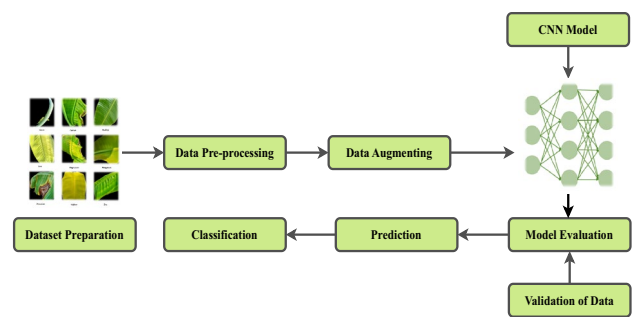 CNN Model
Data Pre-processing
Data Augmenting
Dataset Preparation
Classification
Prediction
Model Evaluation
Validation of Data